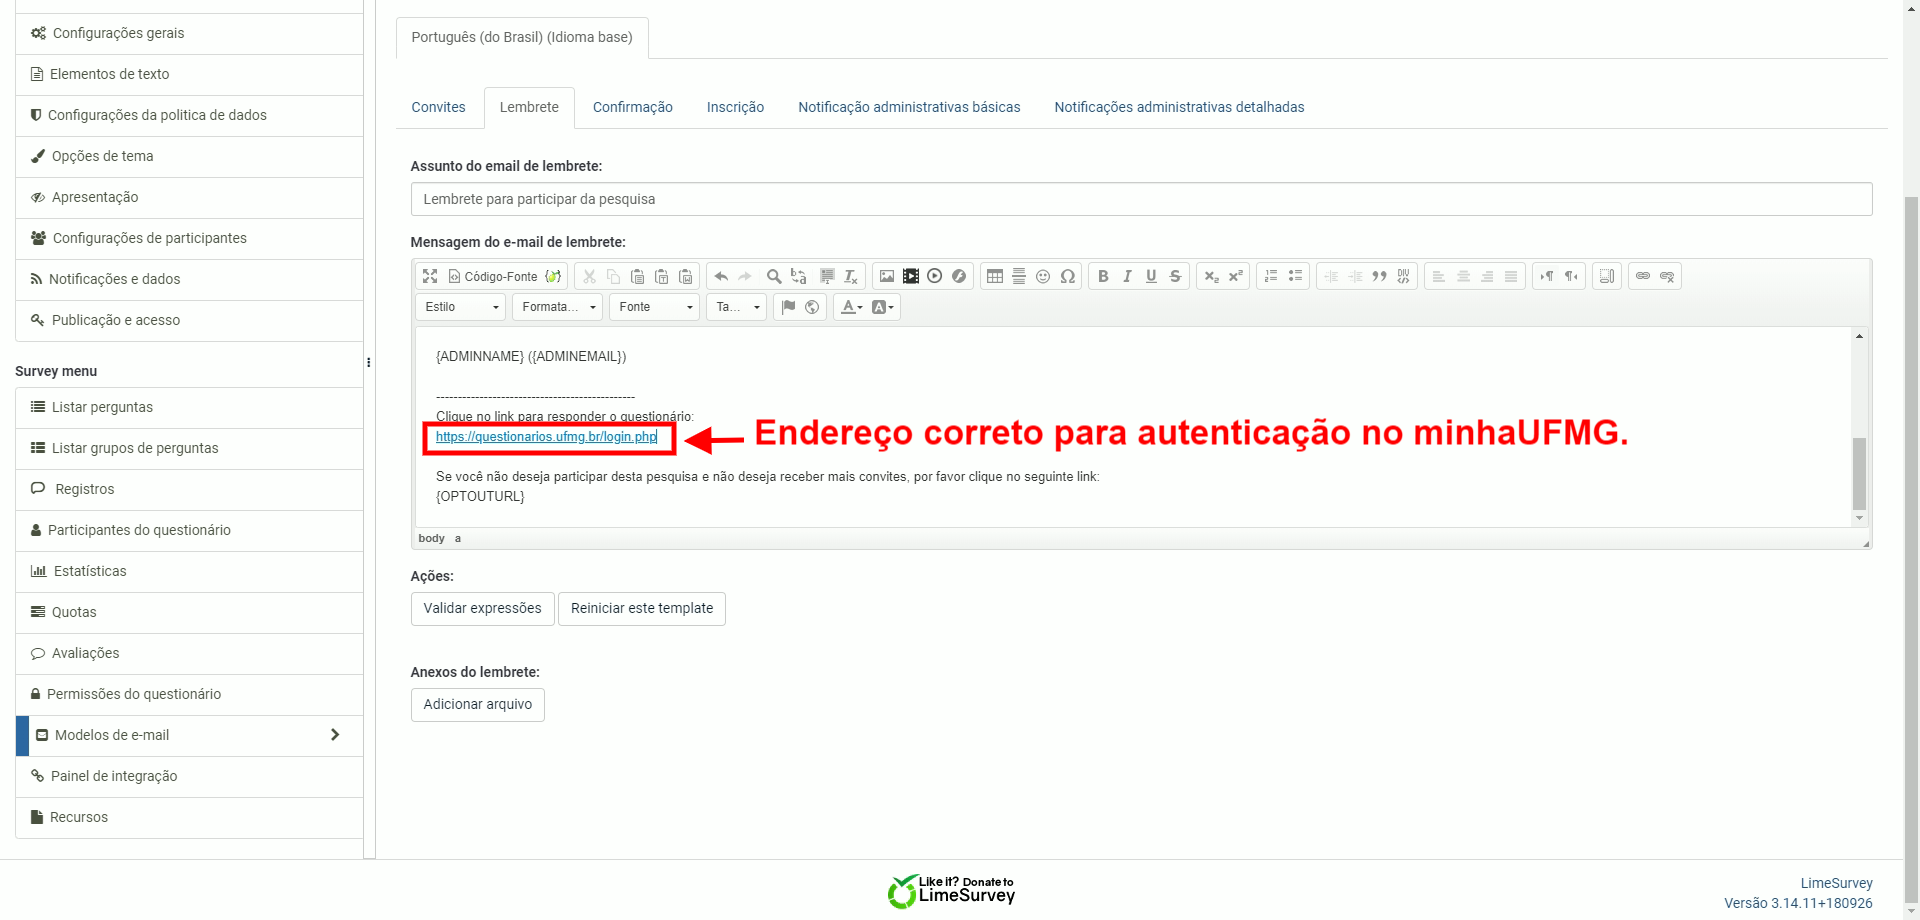 Configurações gerais
Elementos de texto
Configurações da politica de dados
Opções de tema
Apresentação
Configurações de participantes
Notificações e dados
Publicação e acesso
Survey menu
Listar perguntas
Listar grupos de perguntas
Registros
Participantes do questionário
Estatísticas
Quotas
Avaliações
Permissões do questionário
Modelos de e-mail
Painel de integração
Recursos
Português (do Brasil) (Idioma base)
Convites Lembrete Confirmação Inscrição Notificação administrativas básicas Notificações administrativas detalhadas
Assunto do email de lembrete:
Lembrete para participar da pesquisa
Mensagem do e-mail de lembrete:
Código-Fonte
Estilo Formata... Fonte Ta...
{ADMINNAME} ({ADMINEMAIL})
----------------------------------------------
Clique no link para responder o questionário:
https://questionarios.ufmg.br/login.php
Endereço correto para autenticação no minhaUFMG.
Se você não deseja participar desta pesquisa e não deseja receber mais convites, por favor clique no seguinte link:
{OPTOUTURL}
body a
Ações:
Validar expressões Reiniciar este template
Anexos do lembrete:
Adicionar arquivo
Like it? Donate to
LimeSurvey
LimeSurvey
Versão 3.14.11+180926